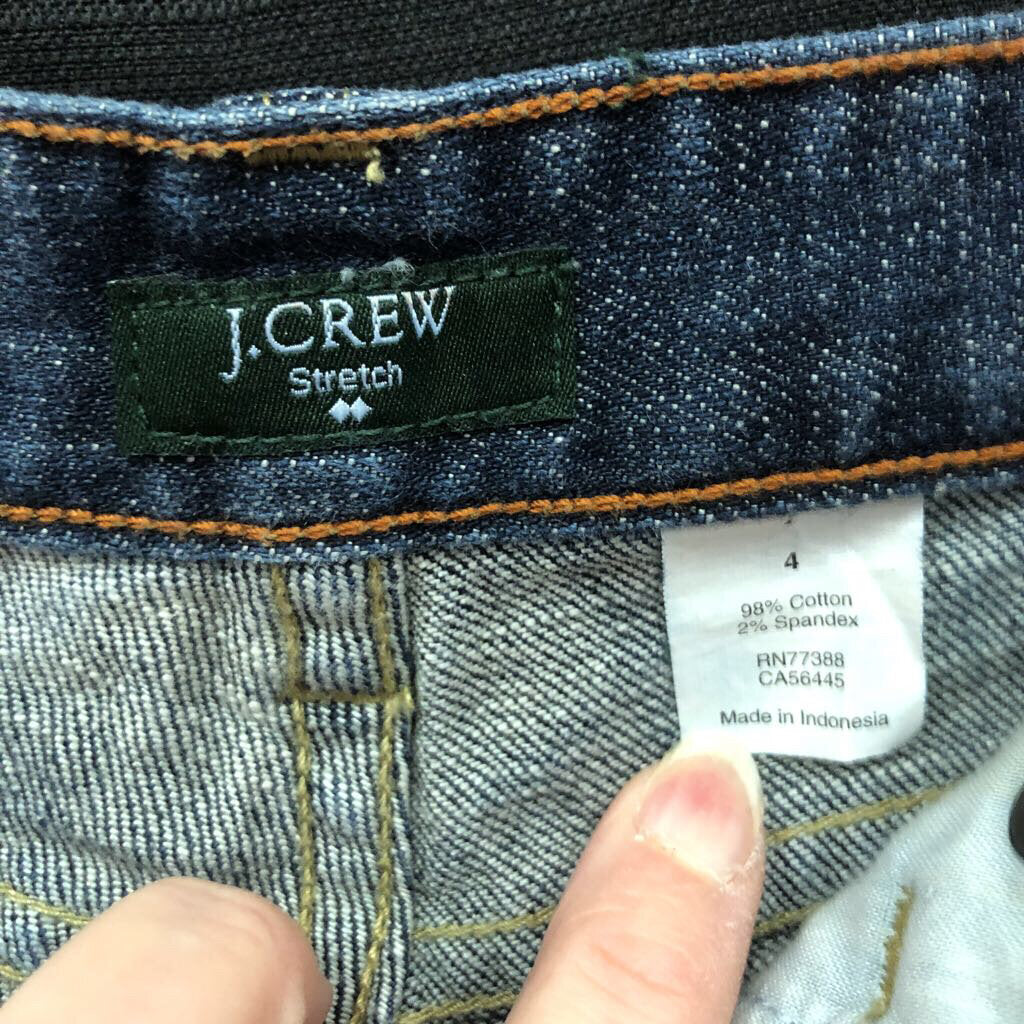 J.CREW
Stretch
4
98% Cotton
2% Spandex
RN77388
CA56445
Made in Indonesia